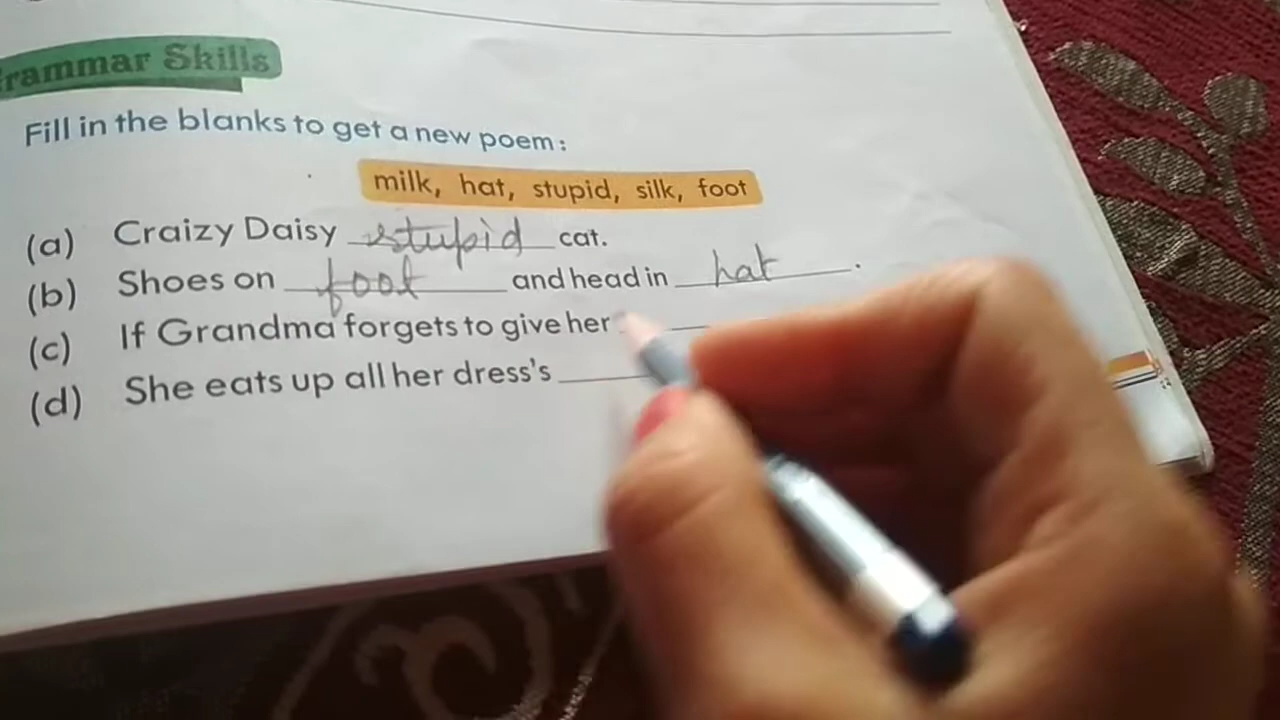 rammar Skills
Fill in the blanks to get a new poem:
milk, hat, stupid, silk, foot
(a) Craizy Daisy stupid cat.
(b) Shoes on foot and head in hat.
(c) If Grandma forgets to give her
(d) She eats up all her dress's